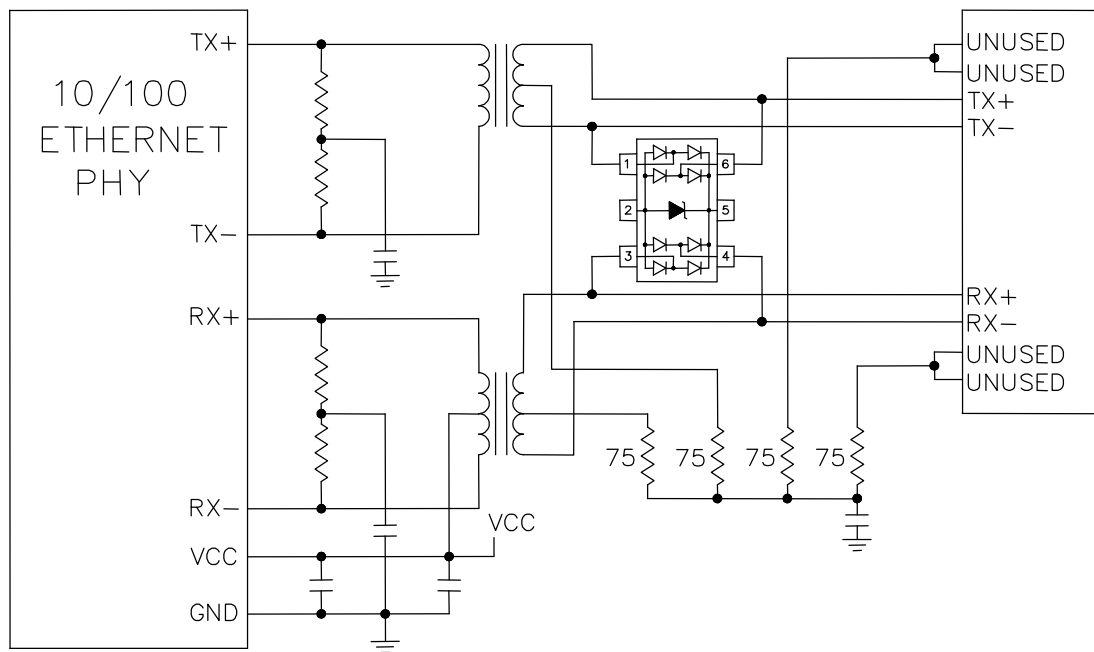 10/100
ETHERNET
PHY
TX+
TX-
RX+
RX-
VCC
GND
VCC
1
2
3
6
5
4
75
75
75
75
UNUSED
UNUSED
TX+
TX-
RX+
RX-
UNUSED
UNUSED